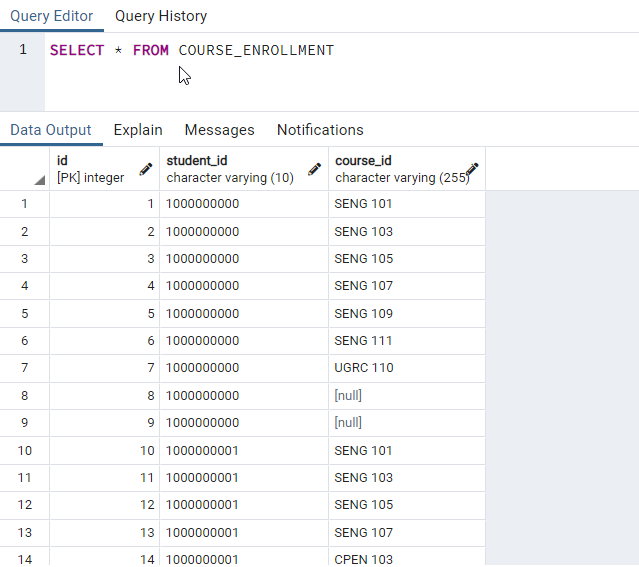 Query Editor Query History
1 SELECT * FROM COURSE_ENROLLMENT
Data Output Explain Messages Notifications
id student_id course_id
[PK] integer character varying (10) character varying (255)
1 1 1000000000 SENG 101
2 2 1000000000 SENG 103
3 3 1000000000 SENG 105
4 4 1000000000 SENG 107
5 5 1000000000 SENG 109
6 6 1000000000 SENG 111
7 7 1000000000 UGRC 110
8 8 1000000000 [null]
9 9 1000000000 [null]
10 10 1000000001 SENG 101
11 11 1000000001 SENG 103
12 12 1000000001 SENG 105
13 13 1000000001 SENG 107
14 14 1000000001 CPEN 103